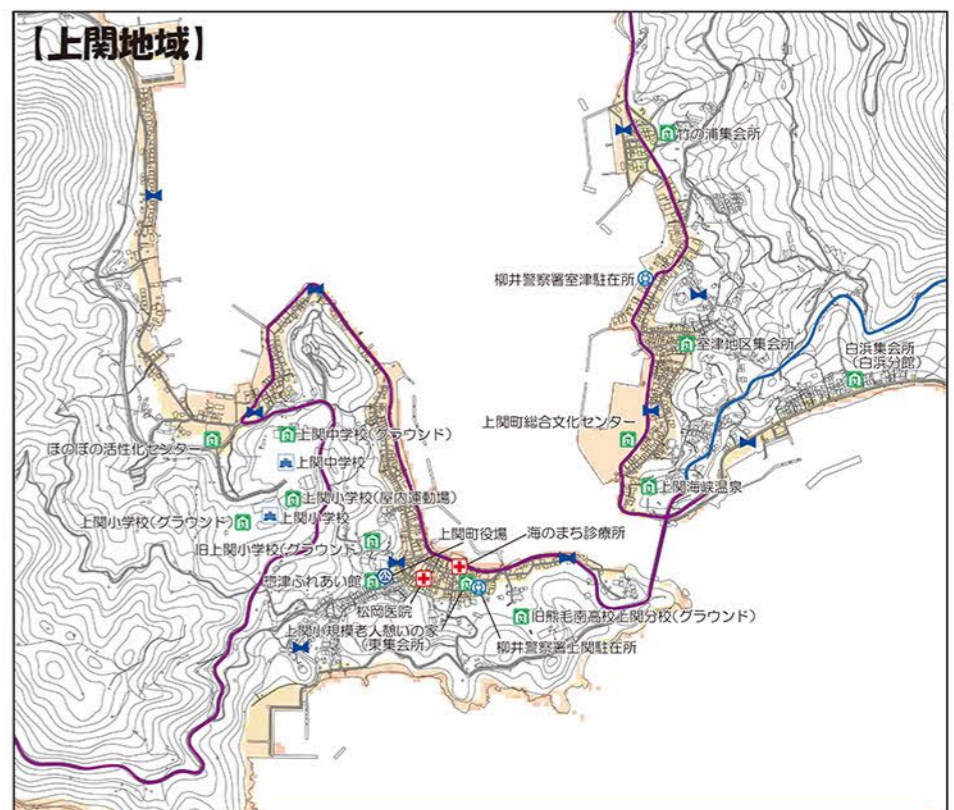 【上関地域】
竹の浦集会所
柳井警察署室津駐在所
室津地区集会所
白浜集会所
(白浜分館)
上関町総合文化センター
上関中学校(グラウンド)
ほのぼの活性化センター
上関中学校
上関海峡温泉
上関小学校(屋内運動場)
上関小学校(グラウンド)
上関小学校
上関町役場
海のまち診療所
旧上関小学校(グラウンド)
惣津ふれあい館
松岡医院
旧熊毛南高校上関分校(グラウンド)
上関小規模老人憩いの家
(東集会所)
柳井警察署上関駐在所